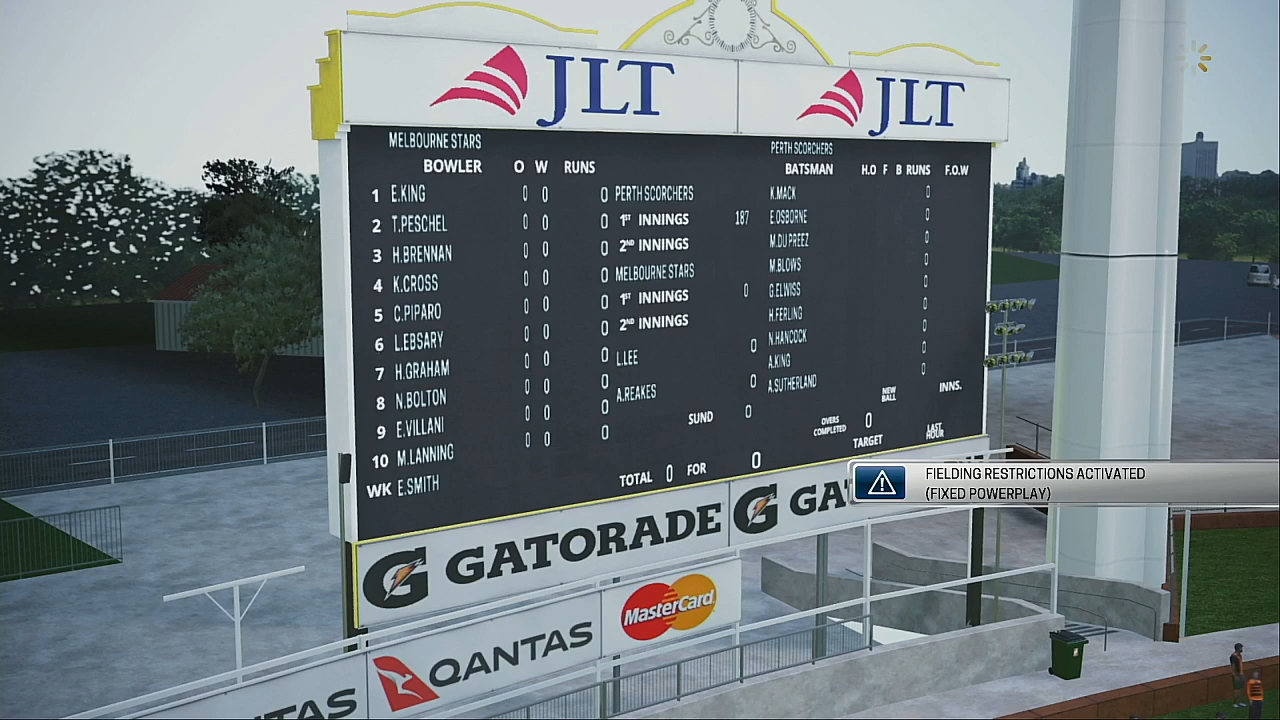 JLT JLT
MELBOURNE STARS PERTH SCORCHERS
BOWLER O W RUNS BATSMAN H.O F B RUNS F.O.W
1 E.KING 0 0 0 PERTH SCORCHERS K.MACK 0
2 T.PESCHEL 0 0 0 1ST INNINGS 187 E.OSBORNE 0
3 H.BRENNAN 0 0 0 2ND INNINGS M.DU PREEZ 0
4 K.CROSS 0 0 0 MELBOURNE STARS M.BLOWS 0
5 C.PIPARO 0 0 0 1ST INNINGS 0 G.ELWISS 0
6 L.EBSARY 0 0 0 2ND INNINGS H.FERLING 0
7 H.GRAHAM 0 0 0 L.LEE 0 N.HANCOCK 0
8 N.BOLTON 0 0 0 A.REAKES 0 A.KING 0
9 E.VILLANI 0 0 0 SUND 0 A.SUTHERLAND NEW BALL INNS.
10 M.LANNING 0 0 0 OVERS COMPLETED 0 TARGET LAST HOUR
WK E.SMITH TOTAL 0 FOR 0
FIELDING RESTRICTIONS ACTIVATED
(FIXED POWERPLAY)
G GATORADE G GA
MasterCard
QANTAS
NTAS